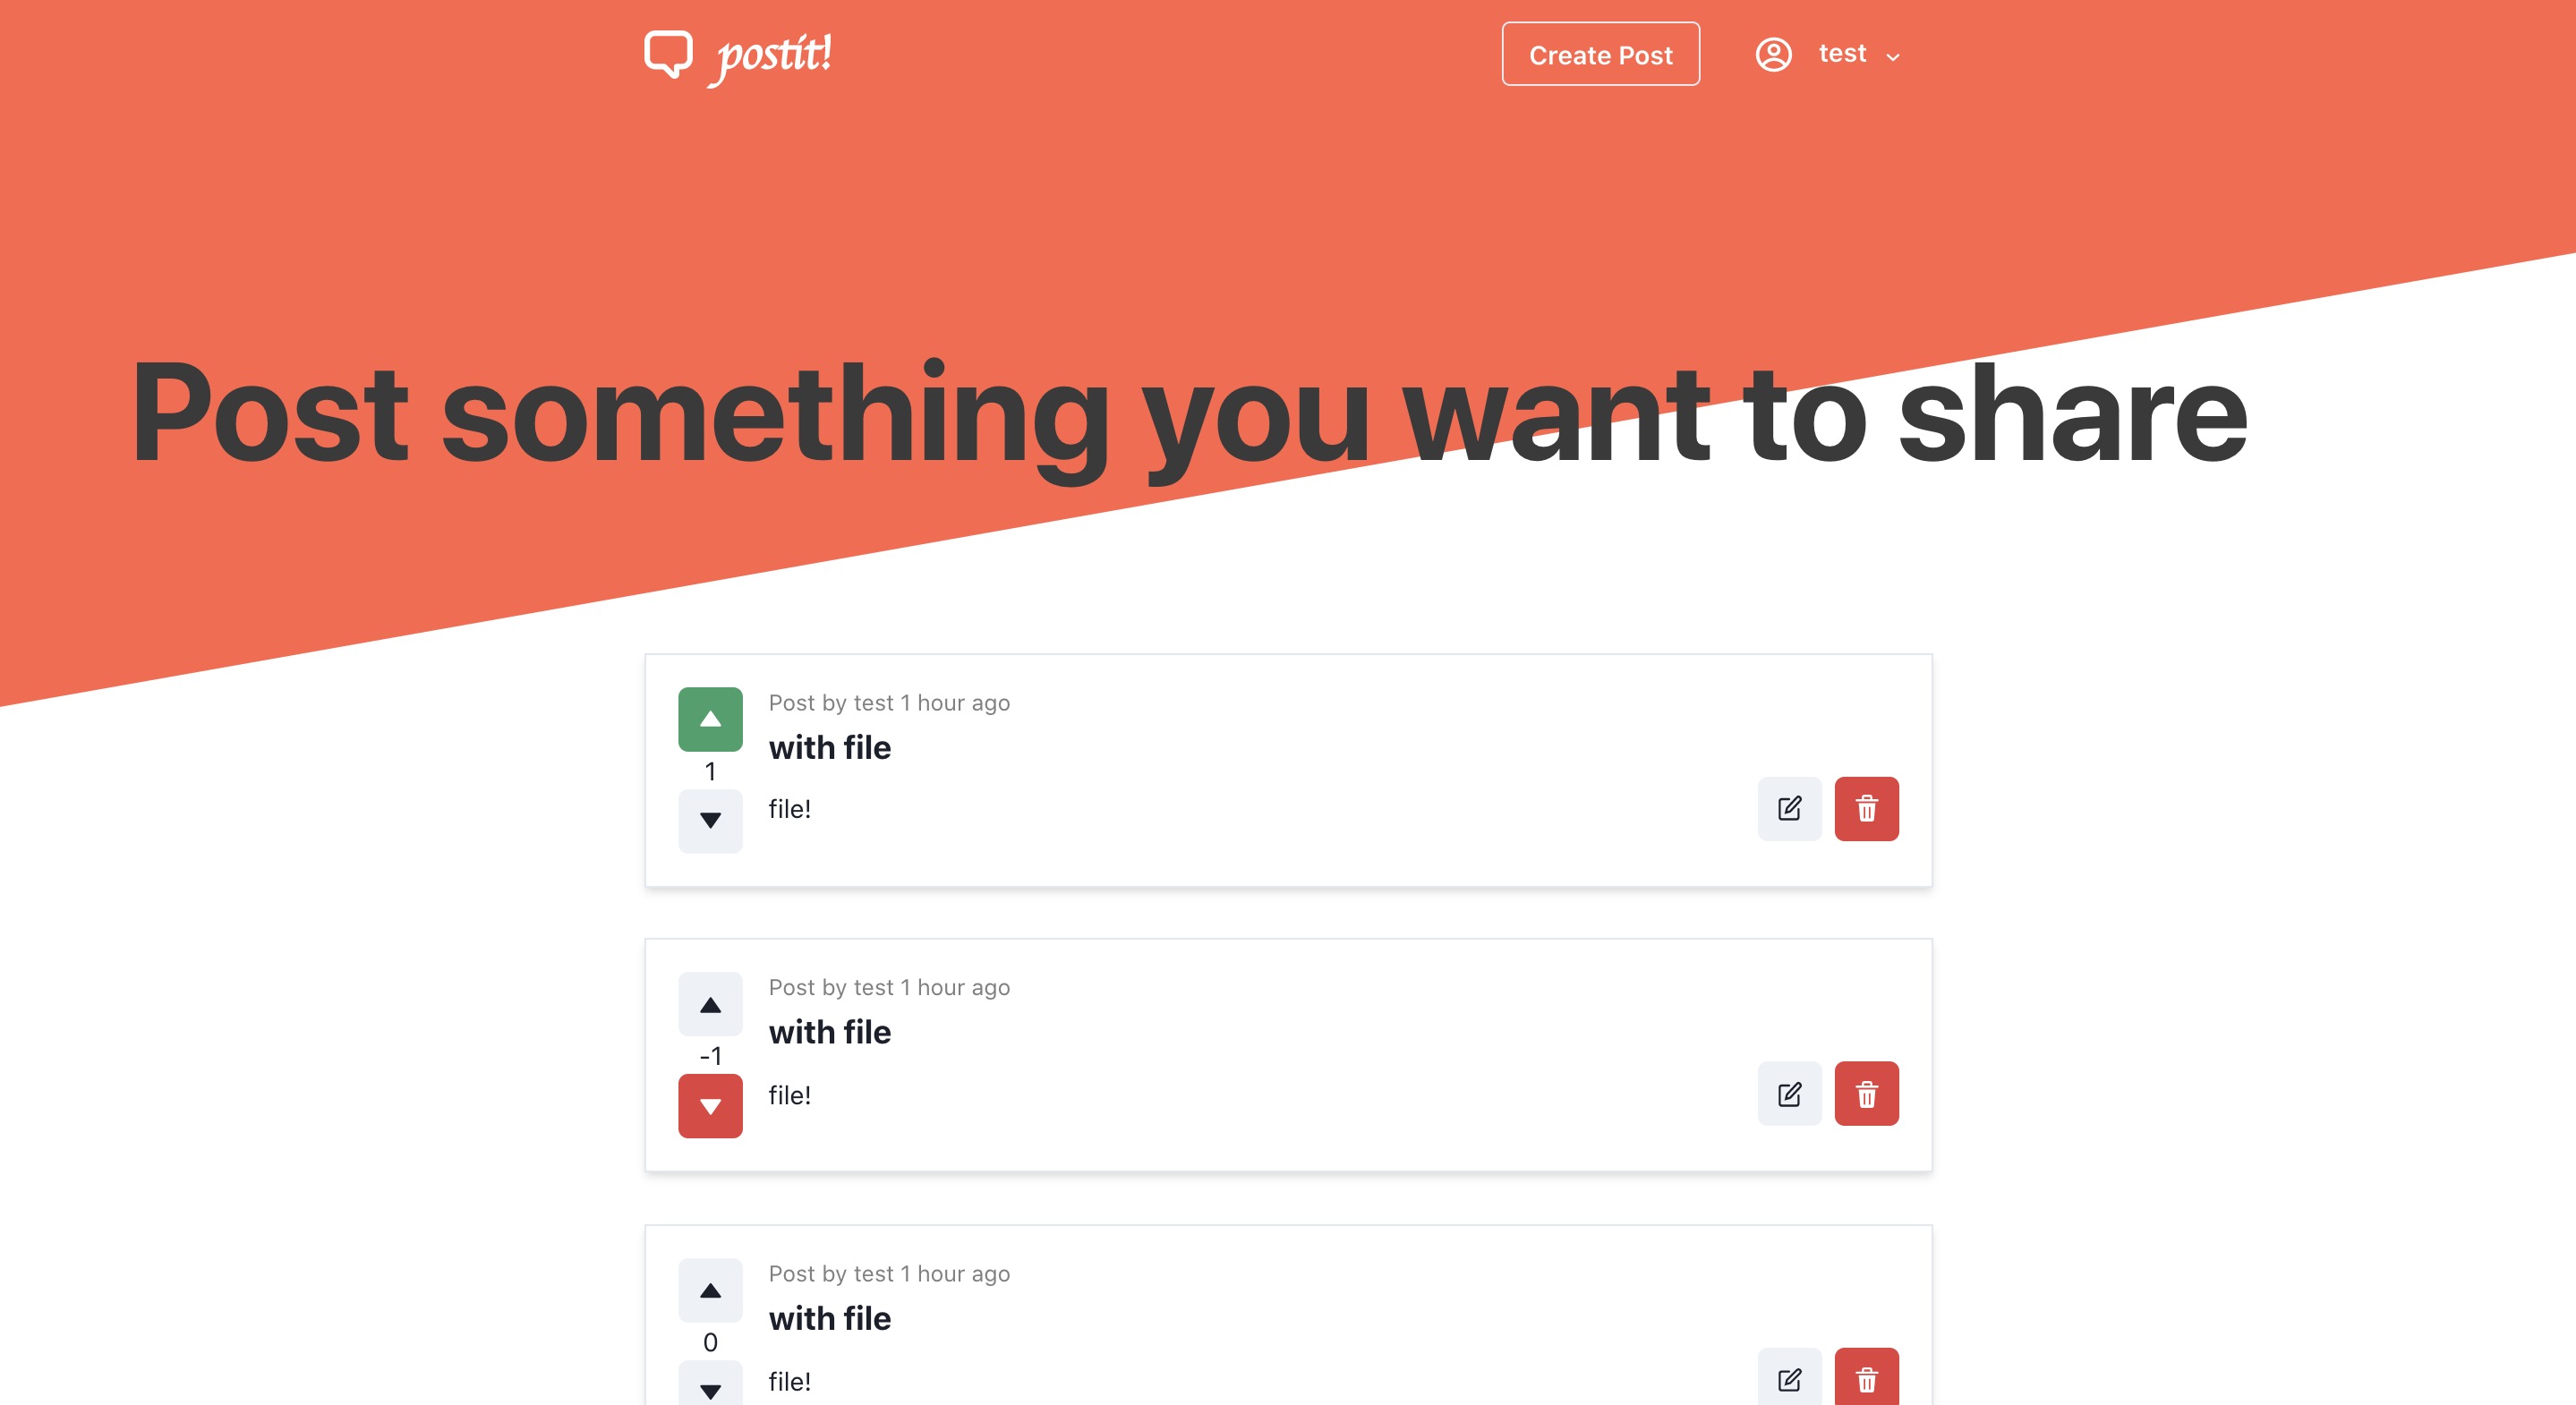 postit!
Create Post
test
Post something you want to share
Post by test 1 hour ago
with file
1
file!
Post by test 1 hour ago
with file
-1
file!
Post by test 1 hour ago
with file
0
file!